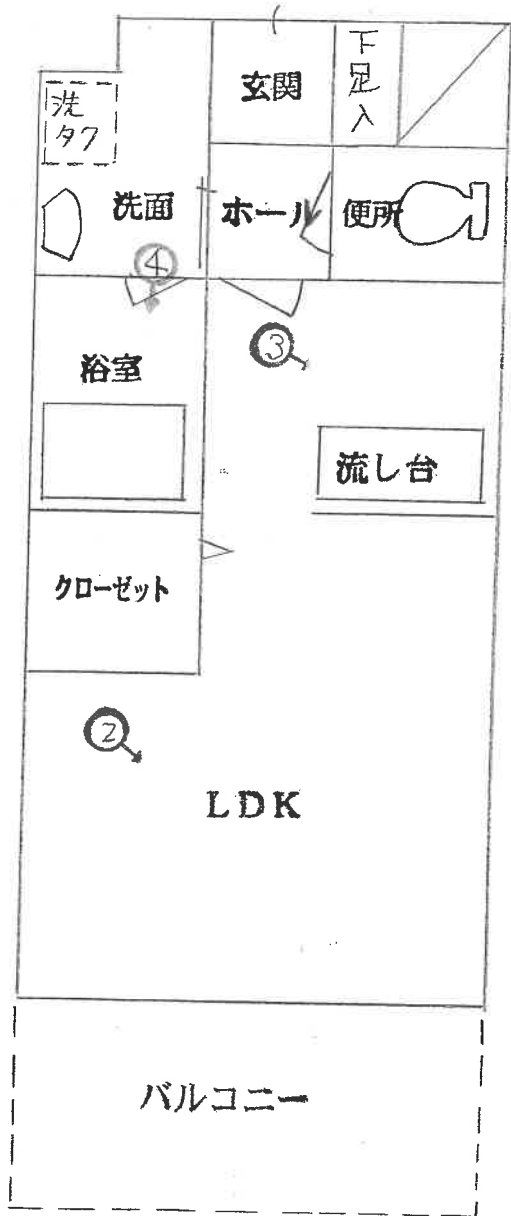 玄関
下
足
入
洗
タク
洗面
ホール
便所
④
浴室
③
流し台
クローゼット
②
LDK
バルコニー